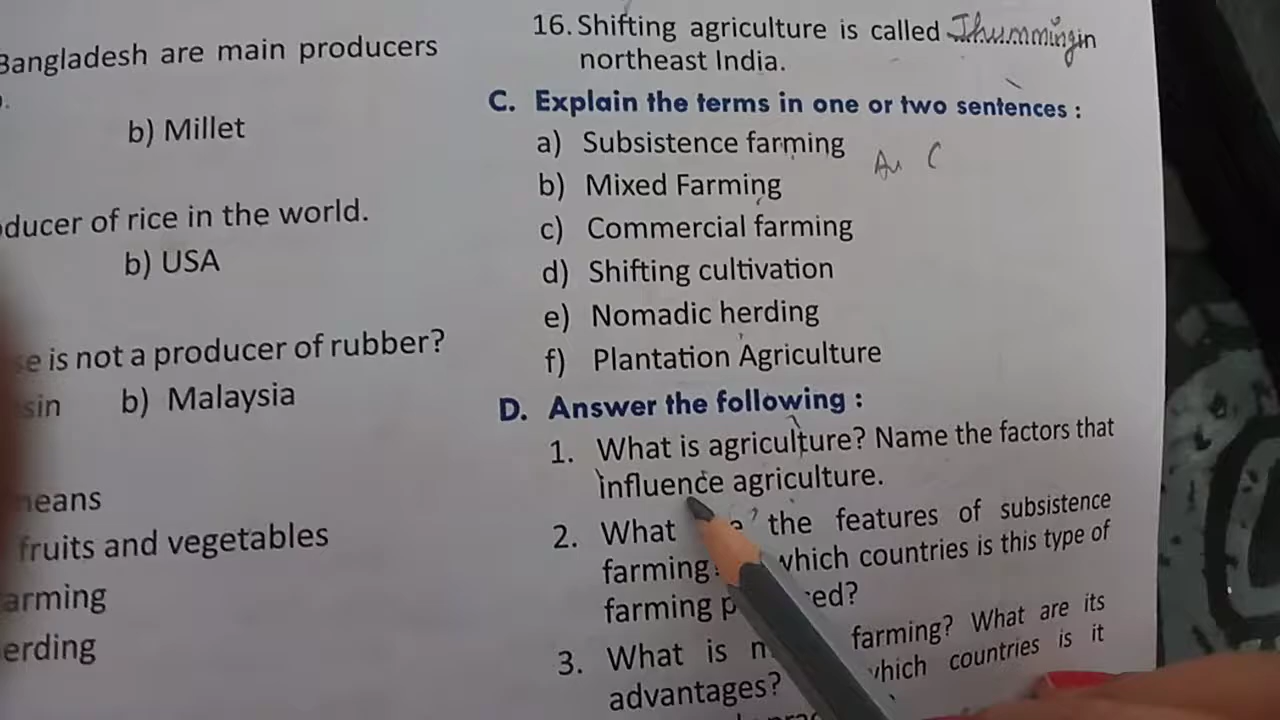 Bangladesh are main producers
b) Millet
oducer of rice in the world.
b) USA
e is not a producer of rubber?
sin b) Malaysia
means
fruits and vegetables
arming
erding
16. Shifting agriculture is called Jhumming in
northeast India.
C. Explain the terms in one or two sentences :
a) Subsistence farming
b) Mixed Farming
c) Commercial farming
d) Shifting cultivation
e) Nomadic herding
f) Plantation Agriculture
D. Answer the following :
1. What is agriculture? Name the factors that
influence agriculture.
2. What the features of subsistence
farming which countries is this type of
farming
3. What is farming? What are its
advantages? which countries is it